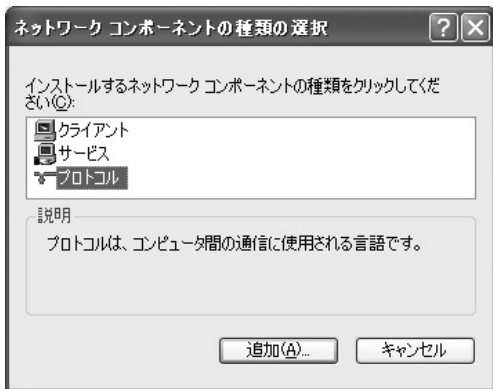 ネットワーク コンポーネントの種類の選択
インストールするネットワーク コンポーネントの種類をクリックしてくだ
さい(C):
クライアント
サービス
プロトコル
説明
プロトコルは、コンピュータ間の通信に使用される言語です。
追加(A)...
キャンセル